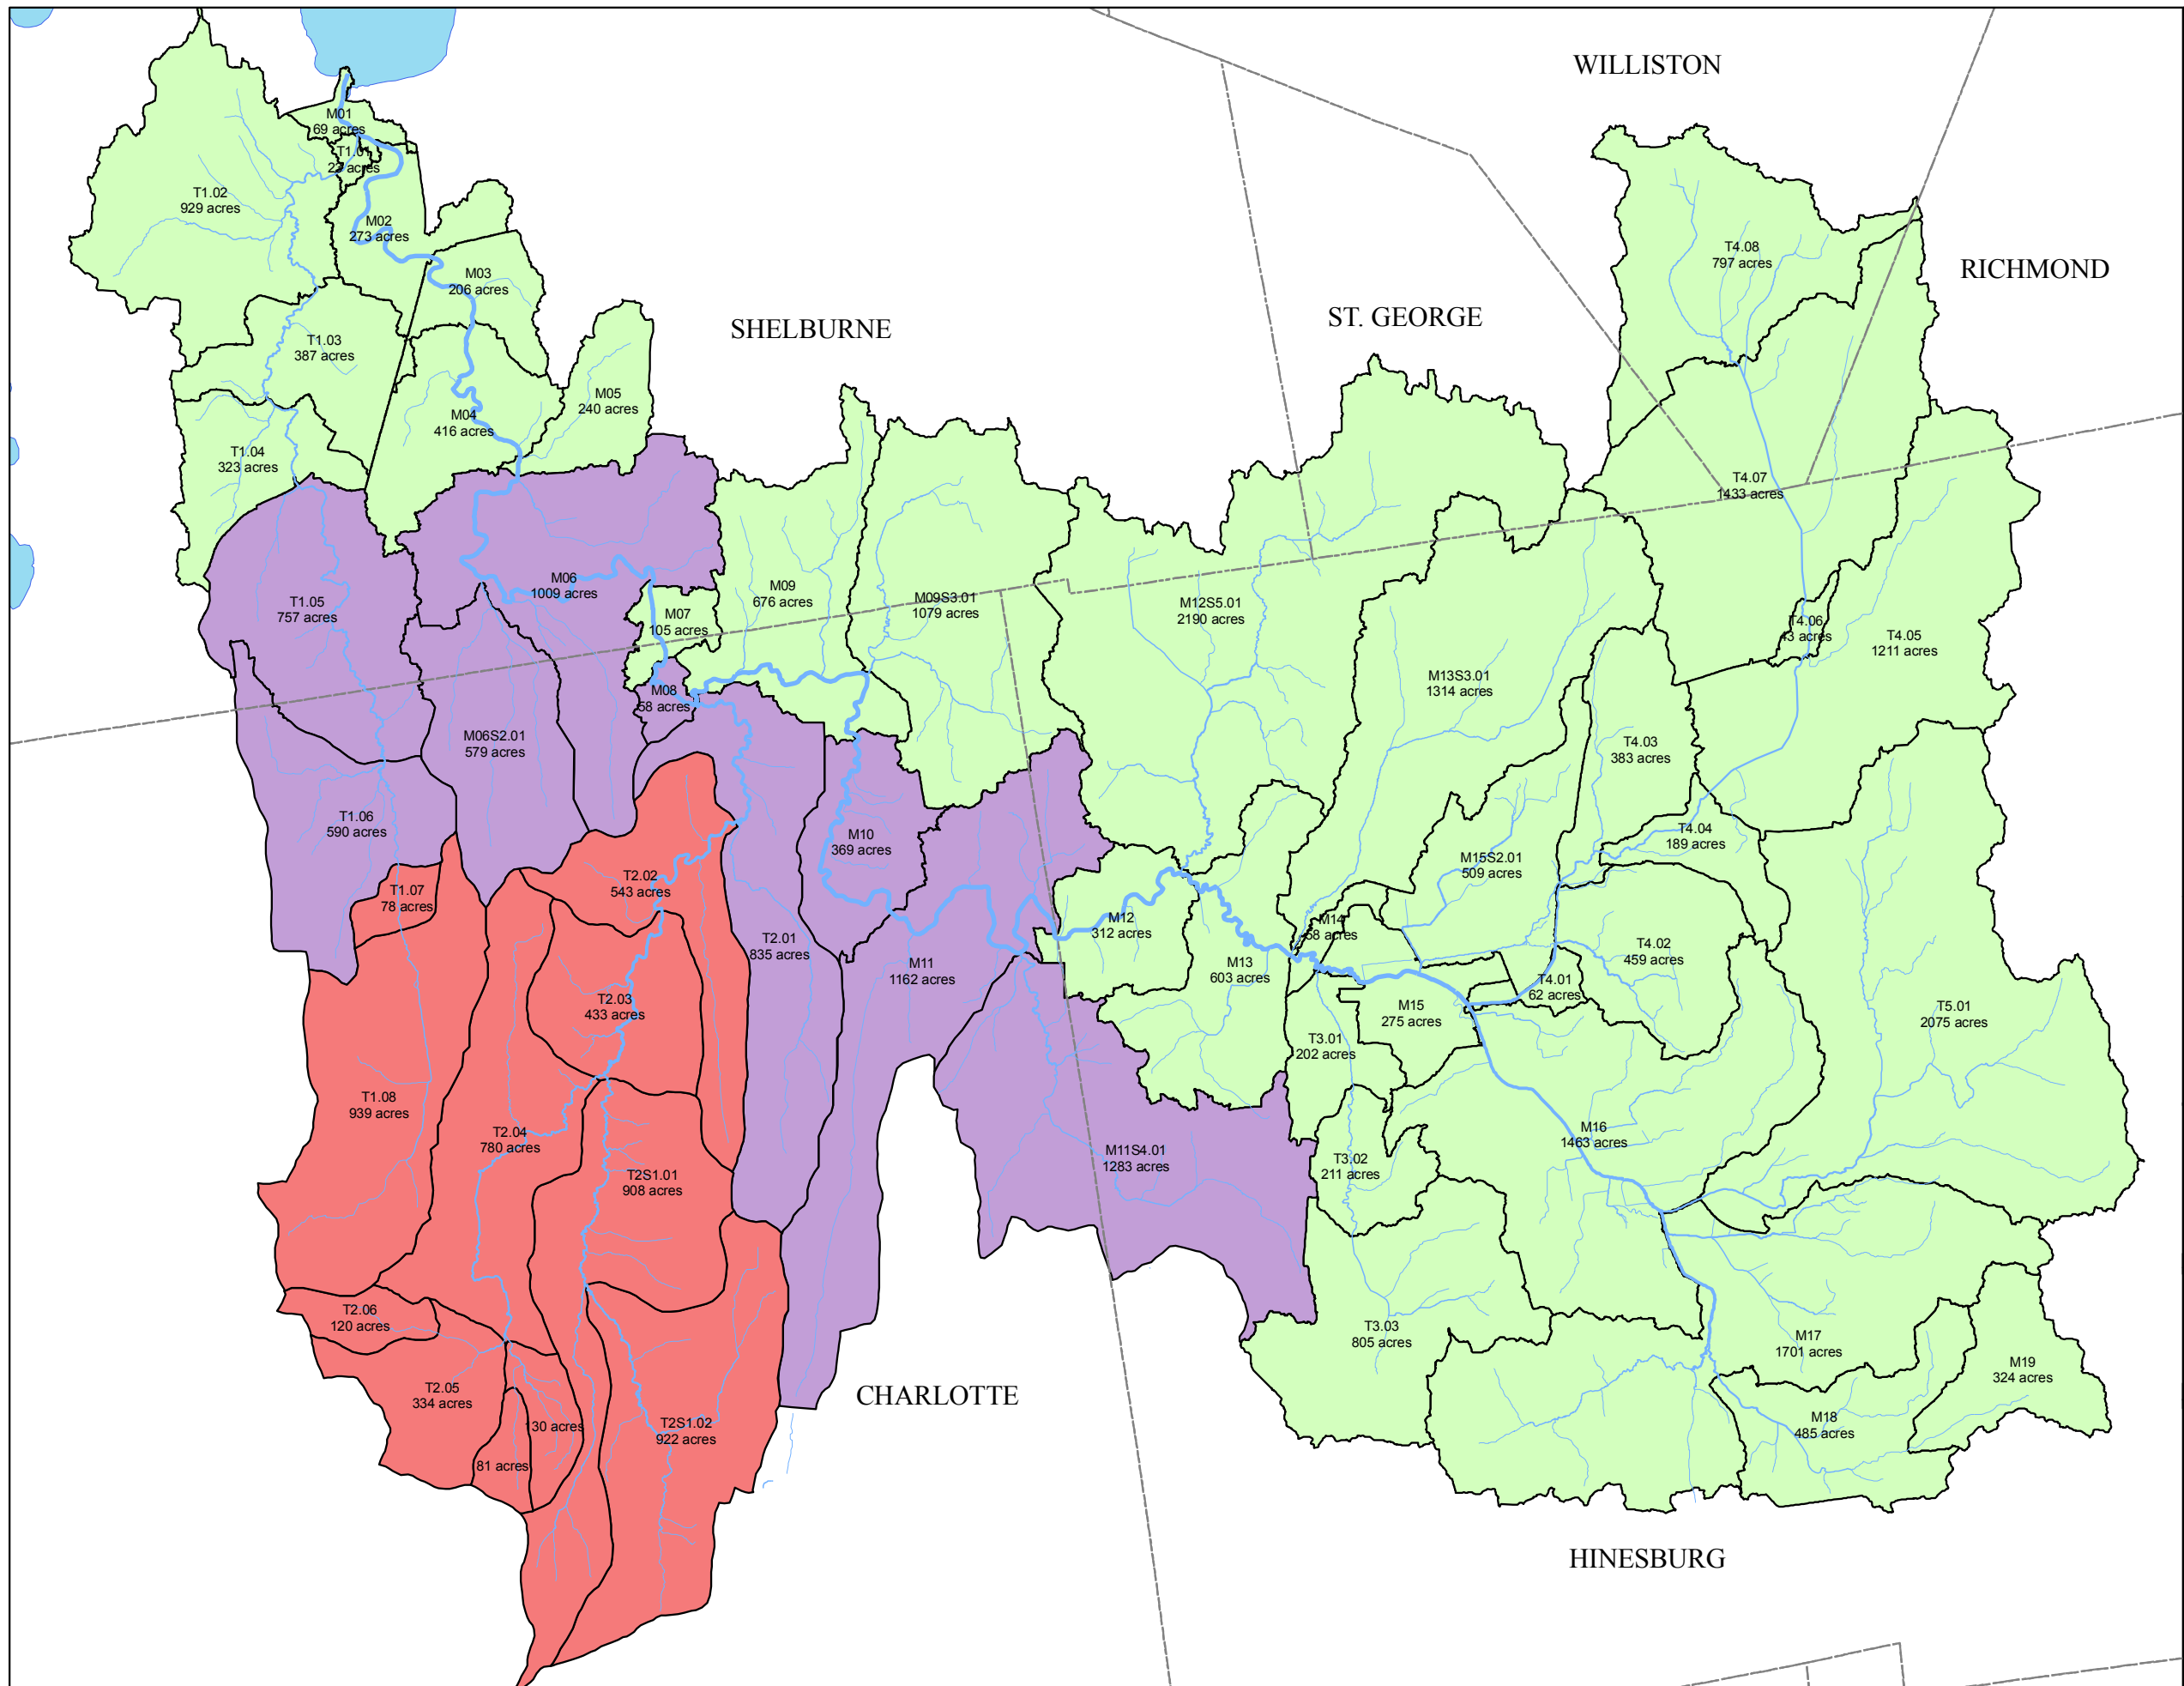 WILLISTON
M01
69 acres
T1.01
T1.02
929 acres
M02
273 acres
T4.08
797 acres
RICHMOND
M03
206 acres
SHELBURNE
ST. GEORGE
T1.03
387 acres
M05
240 acres
M04
416 acres
T1.04
323 acres
T4.07
1433 acres
M06
1009 acres
M09
676 acres
M09S3.01
1079 acres
M12S5.01
2190 acres
T1.05
757 acres
M07
105 acres
T4.06
43 acres
T4.05
1211 acres
M08
58 acres
M13S3.01
1314 acres
M06S2.01
579 acres
T4.03
383 acres
T1.06
590 acres
M10
369 acres
T4.04
189 acres
M15S2.01
509 acres
T1.07
78 acres
T2.02
543 acres
M12
312 acres
M14
58 acres
T2.01
835 acres
T4.02
459 acres
M11
1162 acres
M13
603 acres
T4.01
62 acres
T2.03
433 acres
M15
275 acres
T5.01
2075 acres
T3.01
202 acres
T1.08
939 acres
T2.04
780 acres
M16
1463 acres
M11S4.01
1283 acres
T3.02
211 acres
T2S1.01
908 acres
T2.06
120 acres
T3.03
805 acres
M17
1701 acres
M19
324 acres
T2.05
334 acres
CHARLOTTE
T2S1.02
922 acres
M18
485 acres
30 acres
81 acres
HINESBURG